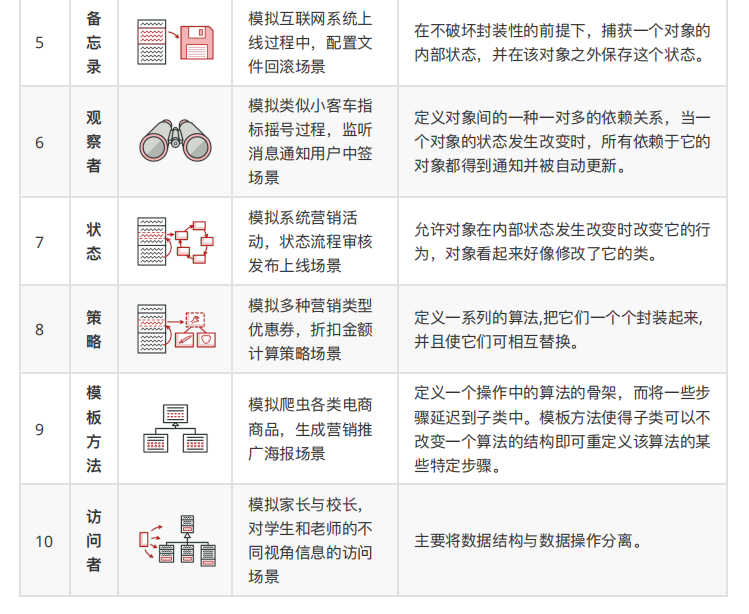 5
备
忘
录
模拟互联网系统上
线过程中，配置文
件回滚场景
在不破坏封装性的前提下，捕获一个对象的
内部状态，并在该对象之外保存这个状态。
6
观
察
者
模拟类似小客车指
标摇号过程，监听
消息通知用户中签
场景
定义对象间的一种一对多的依赖关系，当一
个对象的状态发生改变时，所有依赖于它的
对象都得到通知并被自动更新。
7
状
态
模拟系统营销活
动，状态流程审核
发布上线场景
允许对象在内部状态发生改变时改变它的行
为，对象看起来好像修改了它的类。
8
策
略
模拟多种营销类型
优惠券，折扣金额
计算策略场景
定义一系列的算法,把它们一个个封装起来,
并且使它们可相互替换。
9
模
板
方
法
模拟爬虫各类电商
商品，生成营销推
广海报场景
定义一个操作中的算法的骨架，而将一些步
骤延迟到子类中。模板方法使得子类可以不
改变一个算法的结构即可重定义该算法的某
些特定步骤。
10
访
问
者
模拟家长与校长，
对学生和老师的不
同视角信息的访问
场景
主要将数据结构与数据操作分离。